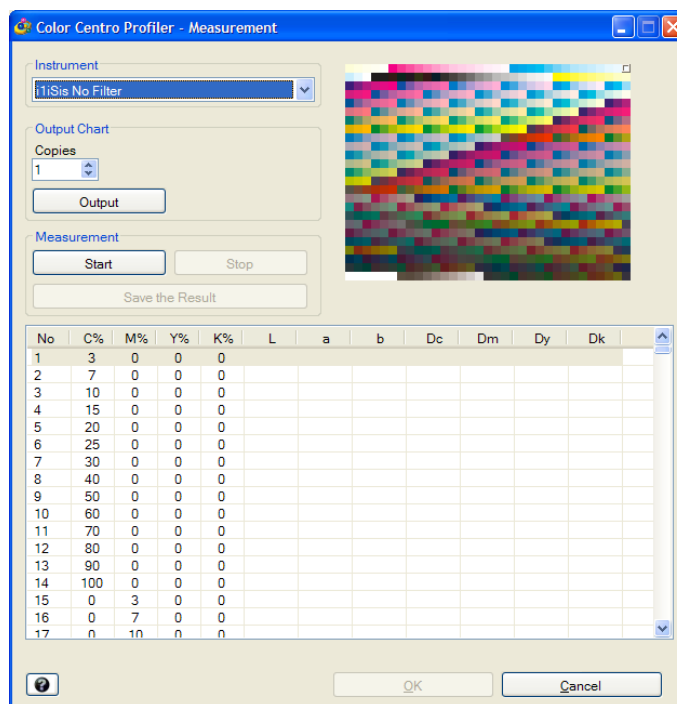 Color Centro Profiler - Measurement
Instrument
i1iSis No Filter
Output Chart
Copies
1
Output
Measurement
Start Stop
Save the Result
No C% M% Y% K% L a b Dc Dm Dy Dk
1 3 0 0 0
2 7 0 0 0
3 10 0 0 0
4 15 0 0 0
5 20 0 0 0
6 25 0 0 0
7 30 0 0 0
8 40 0 0 0
9 50 0 0 0
10 60 0 0 0
11 70 0 0 0
12 80 0 0 0
13 90 0 0 0
14 100 0 0 0
15 0 3 0 0
16 0 7 0 0
17 0 10 0 0
? OK Cancel